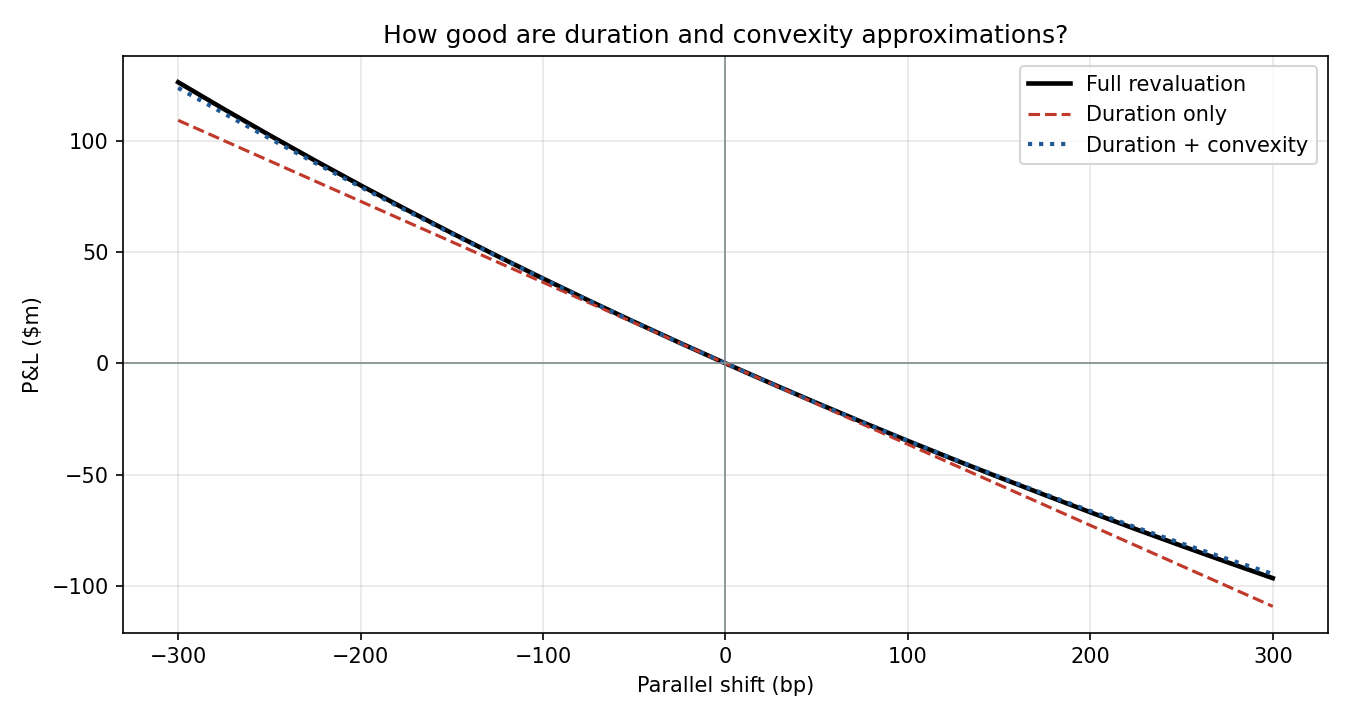 How good are duration and convexity approximations?
Full revaluation
Duration only
Duration + convexity
P&L ($m)
100
50
0
−50
−100
−300
−200
−100
0
100
200
300
Parallel shift (bp)